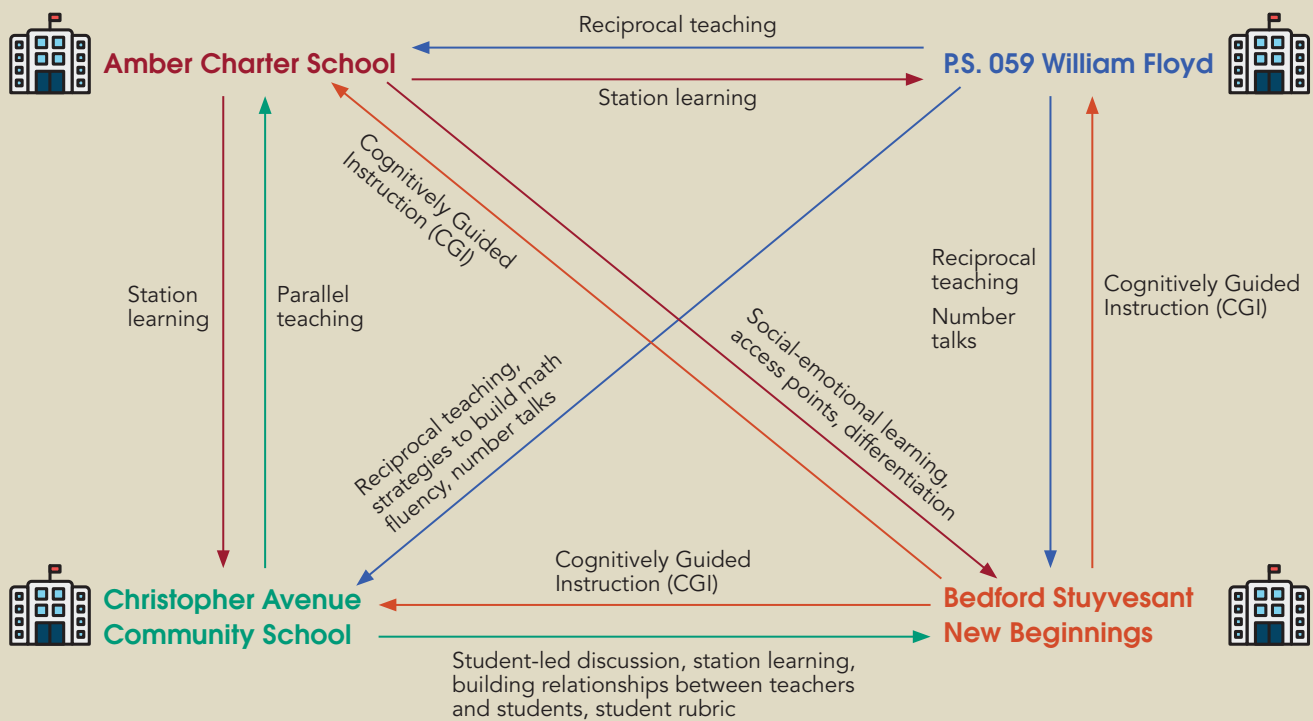 Reciprocal teaching
Amber Charter School
P.S. 059 William Floyd
Station learning
Cognitively Guided
Instruction (CGI)
Station
learning
Parallel
teaching
Reciprocal
teaching
Number
talks
Cognitively Guided
Instruction (CGI)
Reciprocal teaching,
strategies to build math
fluency, number talks
Social-emotional learning,
access points, differentiation
Cognitively Guided
Instruction (CGI)
Christopher Avenue
Community School
Bedford Stuyvesant
New Beginnings
Student-led discussion, station learning,
building relationships between teachers
and students, student rubric